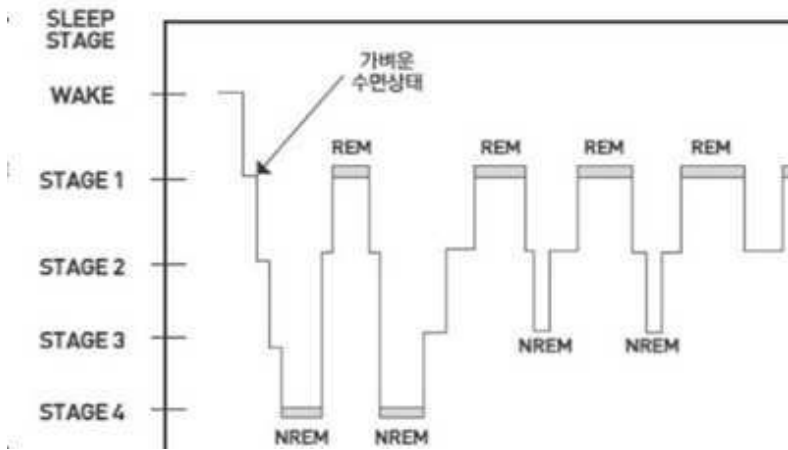 SLEEP
STAGE
가벼운
수면상태
WAKE
REM
REM
REM
REM
STAGE 1
STAGE 2
STAGE 3
NREM
NREM
STAGE 4
NREM
NREM